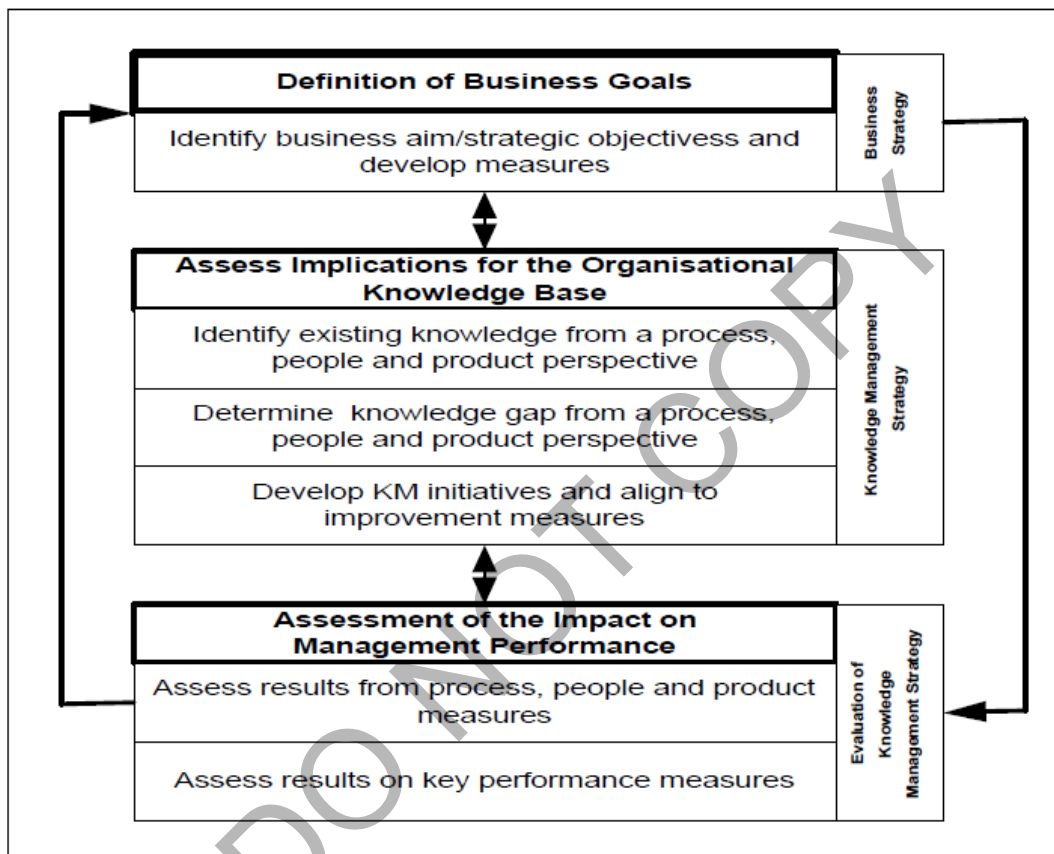 Definition of Business Goals
Identify business aim/strategic objectivess and
develop measures
Business
Strategy
Assess Implications for the Organisational
Knowledge Base
Identify existing knowledge from a process,
people and product perspective
Determine knowledge gap from a process,
people and product perspective
Develop KM initiatives and align to
improvement measures
Knowledge Management
Strategy
Assessment of the Impact on
Management Performance
Assess results from process, people and product
measures
Assess results on key performance measures
Evaluation of
Knowledge
Management Strategy
DO NOT COPY